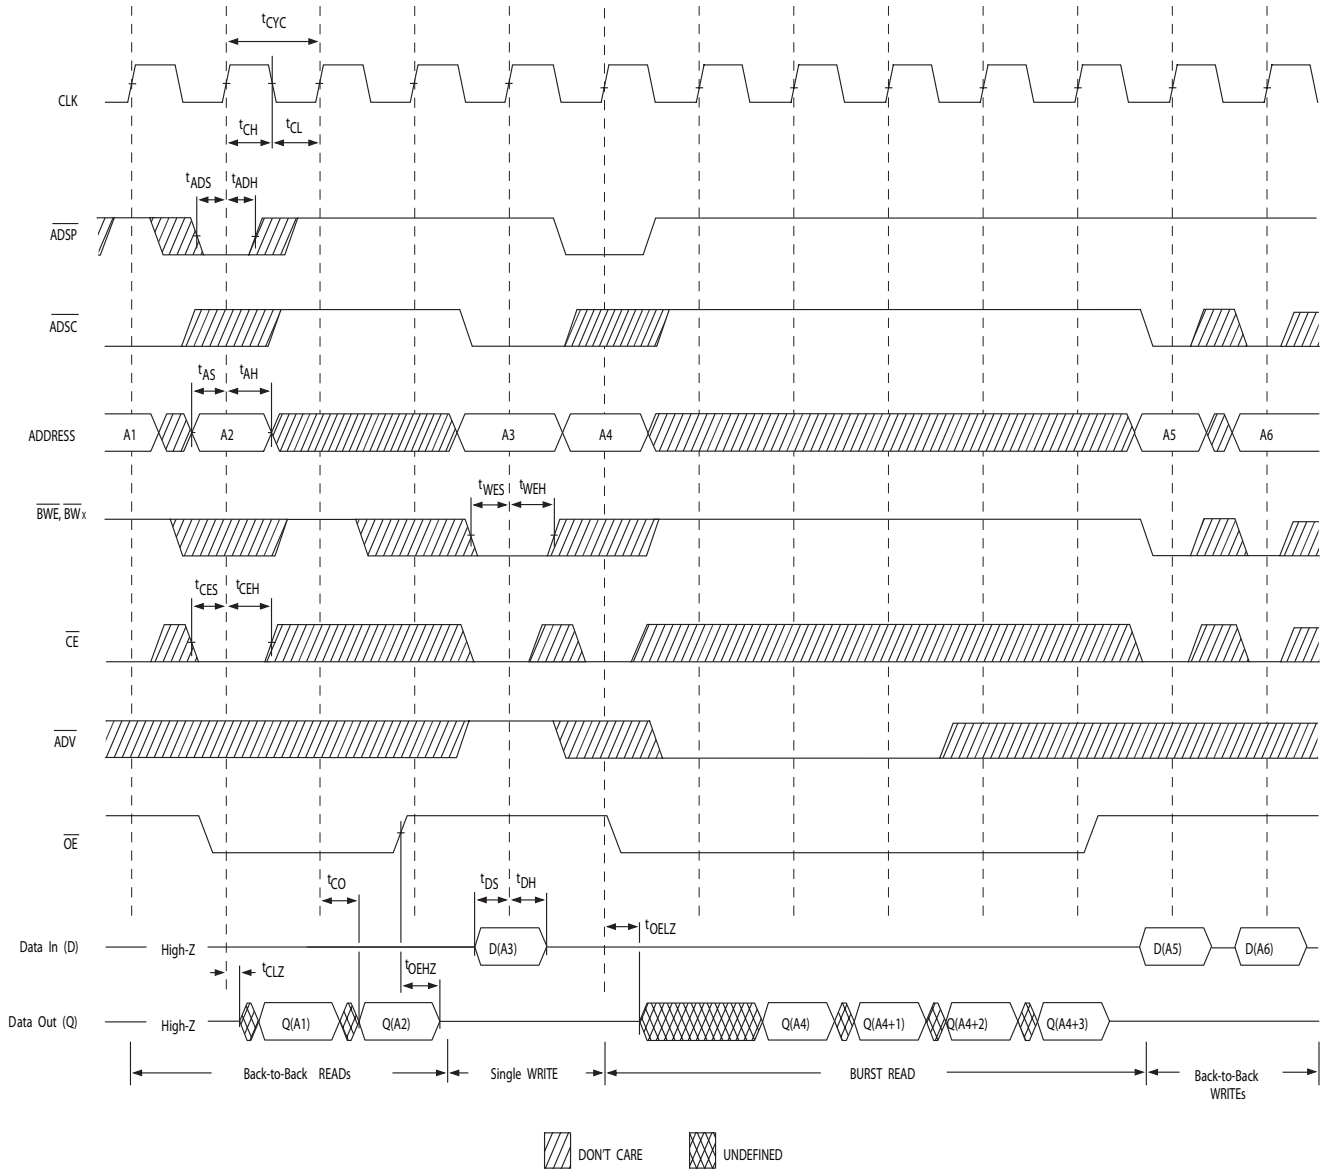 tCYC
CLK
tCH tCL
tADS tADH
ADSP
ADSC
tAS tAH
ADDRESS A1 A2 A3 A4 A5 A6
tWES tWEH
BWE, BWx
tCES tCEH
CE
ADV
OE
tCO tDS tDH
tOELZ
Data In (D) High-Z D(A3) D(A5) D(A6)
tCLZ tOEHZ
Data Out (Q) High-Z Q(A1) Q(A2) Q(A4) Q(A4+1) Q(A4+2) Q(A4+3)
Back-to-Back READs Single WRITE BURST READ Back-to-Back
WRITEs
DON'T CARE UNDEFINED